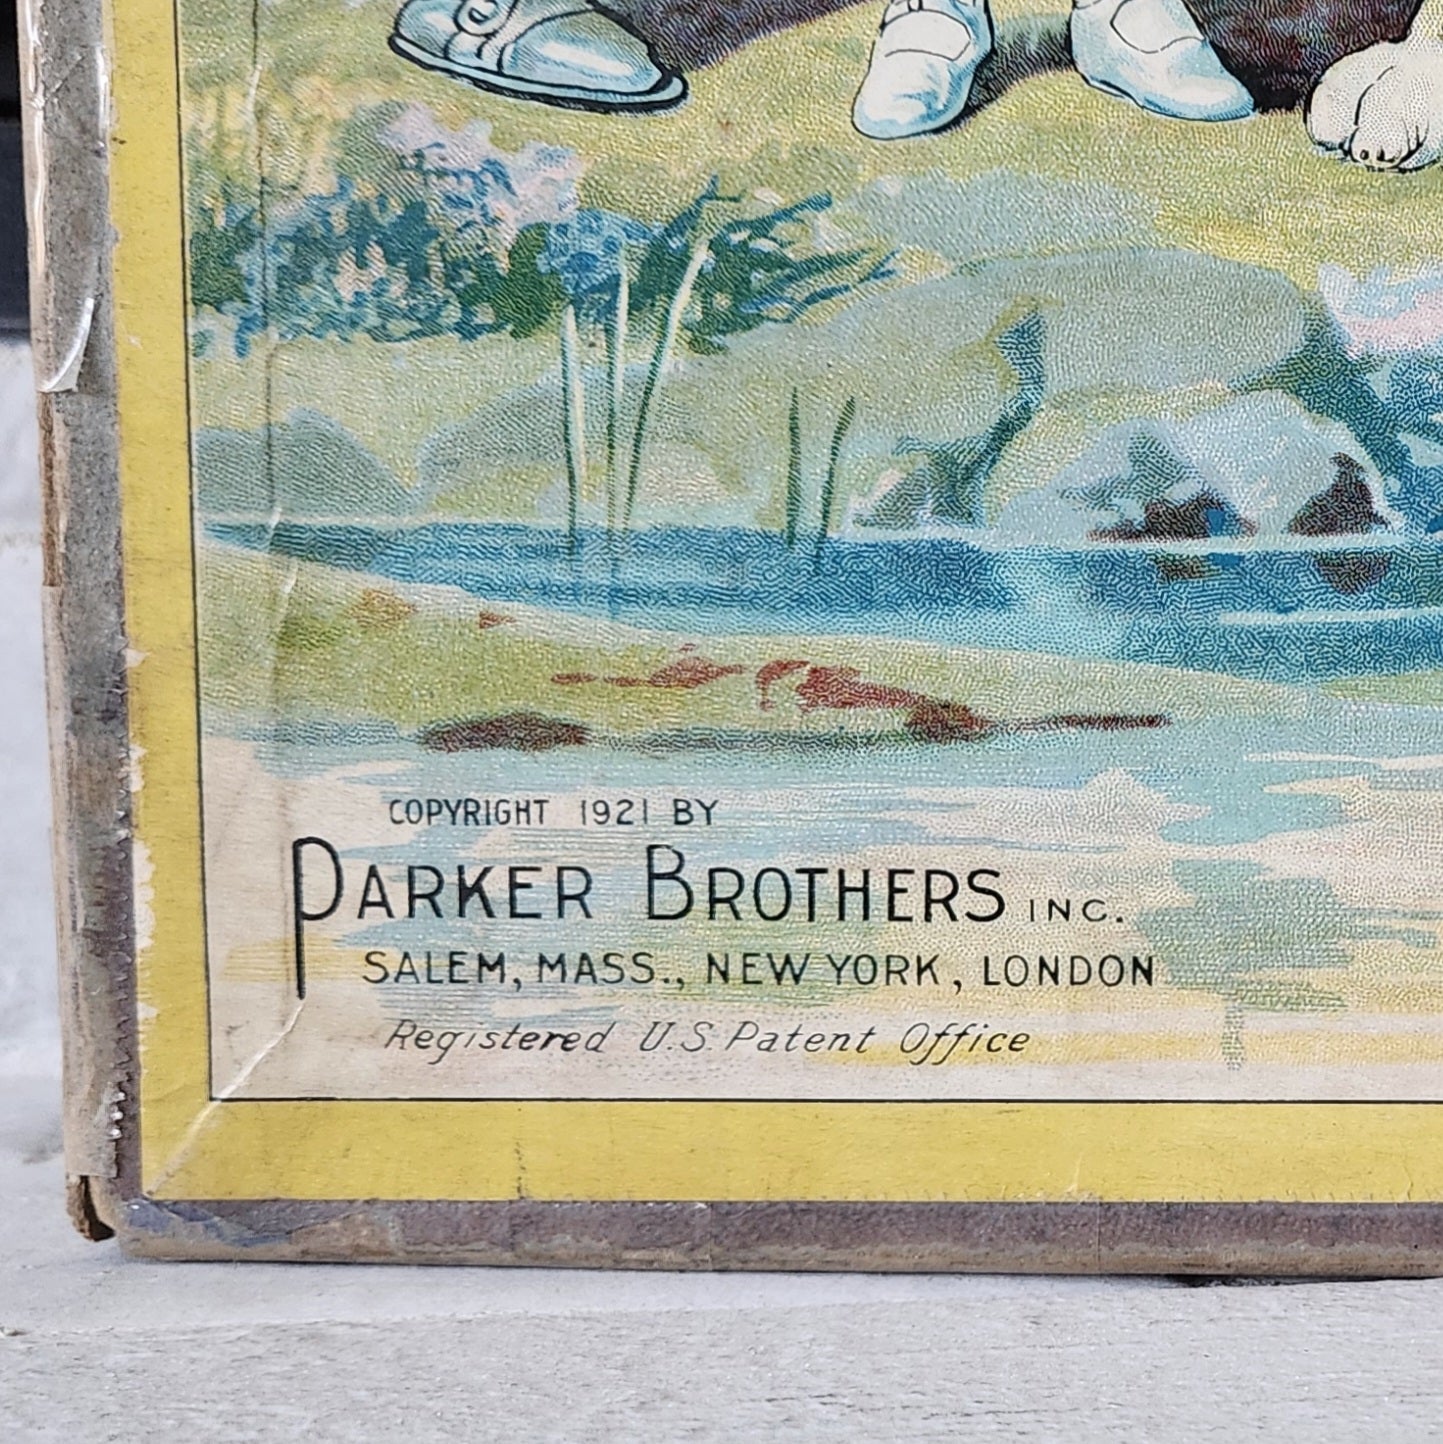 COPYRIGHT 1921 BY
PARKER BROTHERS INC.
SALEM, MASS., NEW YORK, LONDON
Registered U.S. Patent Office